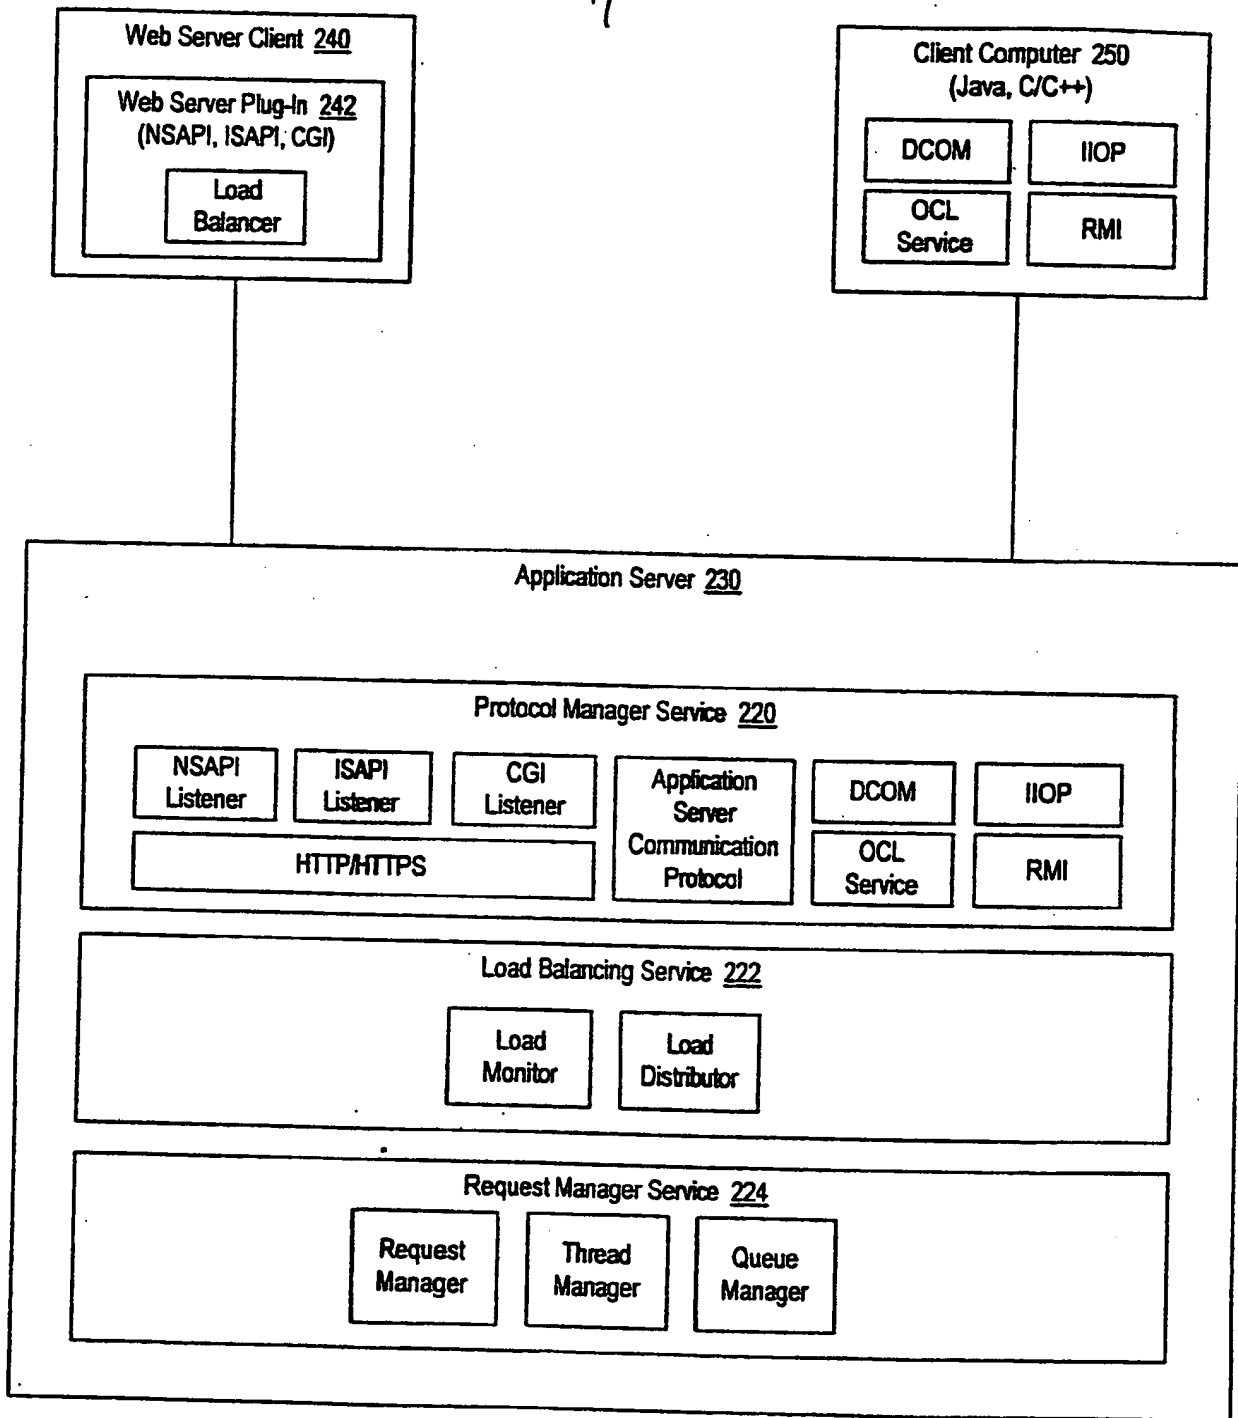 Web Server Client 240
Web Server Plug-In 242
(NSAPI, ISAPI, CGI)
Load
Balancer
Client Computer 250
(Java, C/C++)
DCOM
IIOP
OCL
Service
RMI
Application Server 230
Protocol Manager Service 220
NSAPI
Listener
ISAPI
Listener
CGI
Listener
HTTP/HTTPS
Application
Server
Communication
Protocol
DCOM
IIOP
OCL
Service
RMI
Load Balancing Service 222
Load
Monitor
Load
Distributor
Request Manager Service 224
Request
Manager
Thread
Manager
Queue
Manager